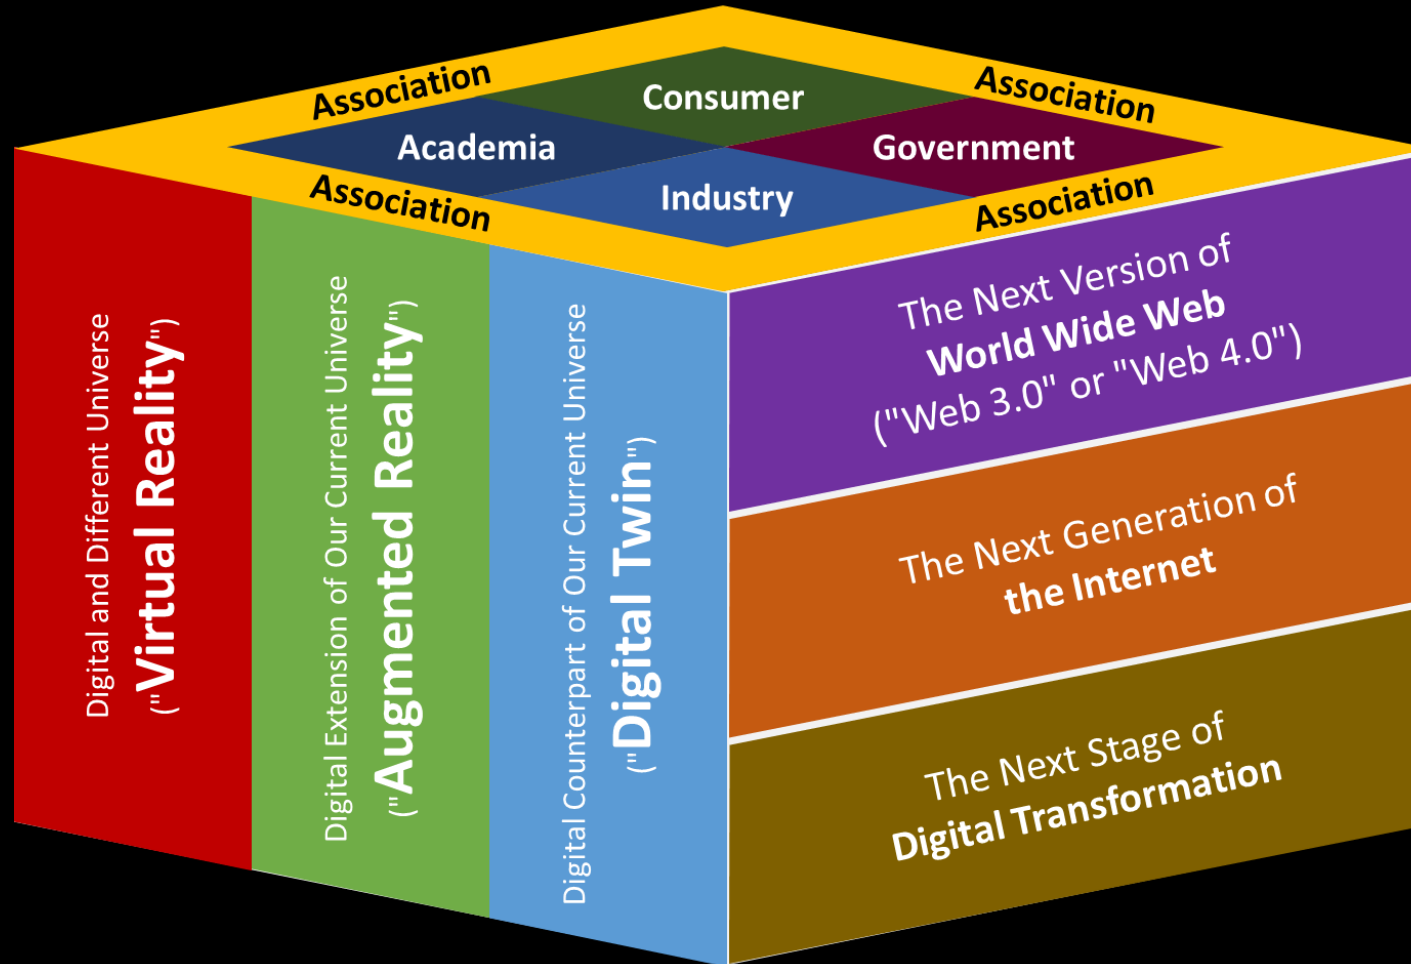 Association
Association
Consumer
Academia
Government
Industry
Association
Association
Digital and Different Universe
("Virtual Reality")
Digital Extension of Our Current Universe
("Augmented Reality")
Digital Counterpart of Our Current Universe
("Digital Twin")
The Next Version of
World Wide Web
("Web 3.0" or "Web 4.0")
The Next Generation of
the Internet
The Next Stage of
Digital Transformation